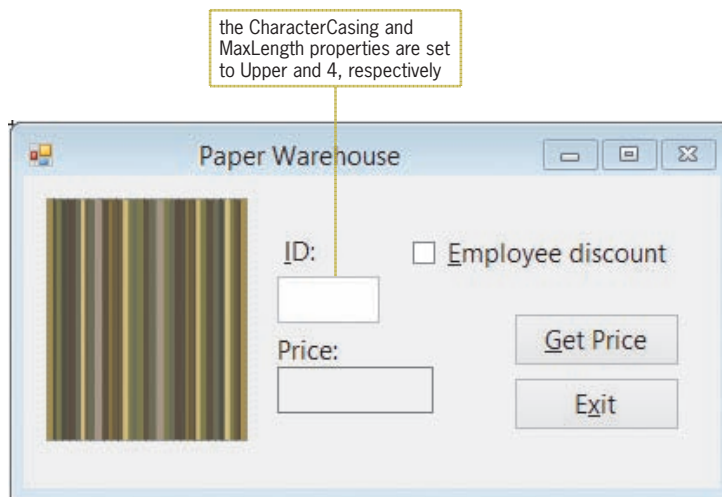 the CharacterCasing and
MaxLength properties are set
to Upper and 4, respectively
Paper Warehouse
ID:
Employee discount
Price:
Get Price
Exit